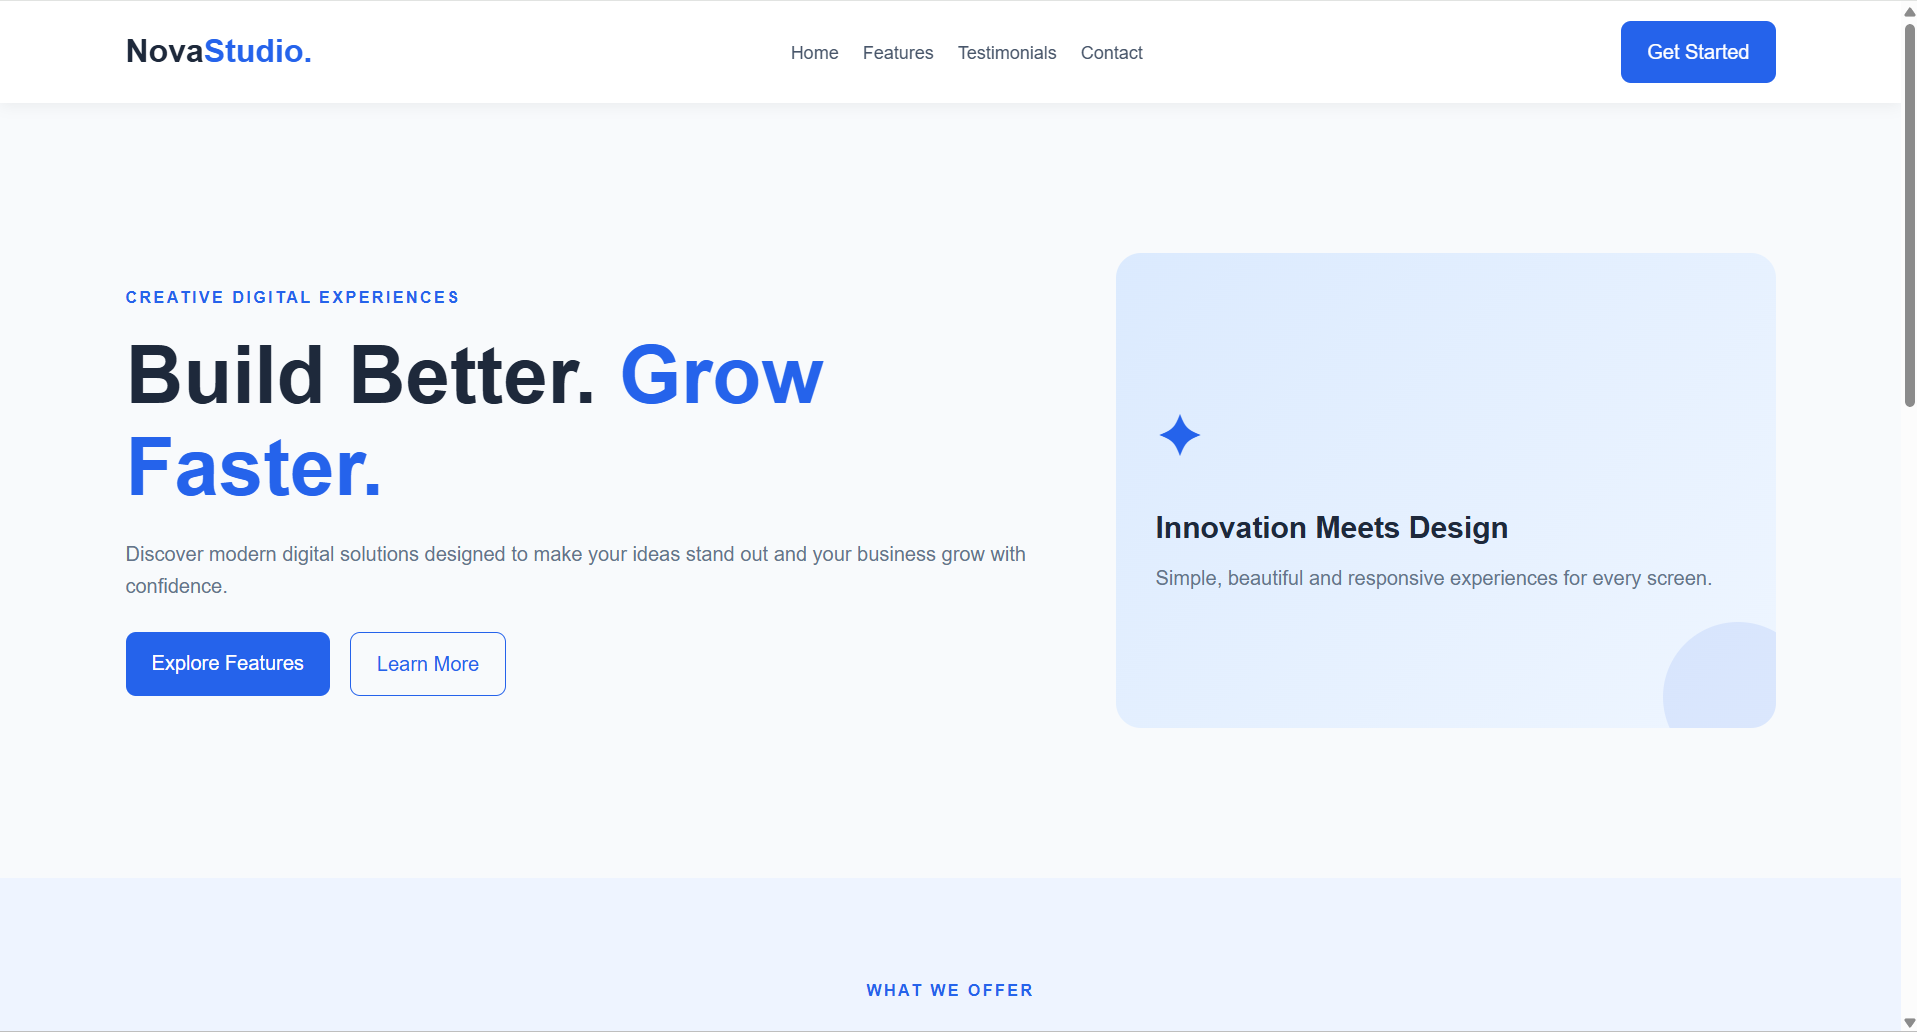 NovaStudio.
Home
Features
Testimonials
Contact
Get Started
CREATIVE DIGITAL EXPERIENCES
Build Better. Grow
Faster.
Discover modern digital solutions designed to make your ideas stand out and your business grow with
confidence.
Explore Features
Learn More
Innovation Meets Design
Simple, beautiful and responsive experiences for every screen.
WHAT WE OFFER